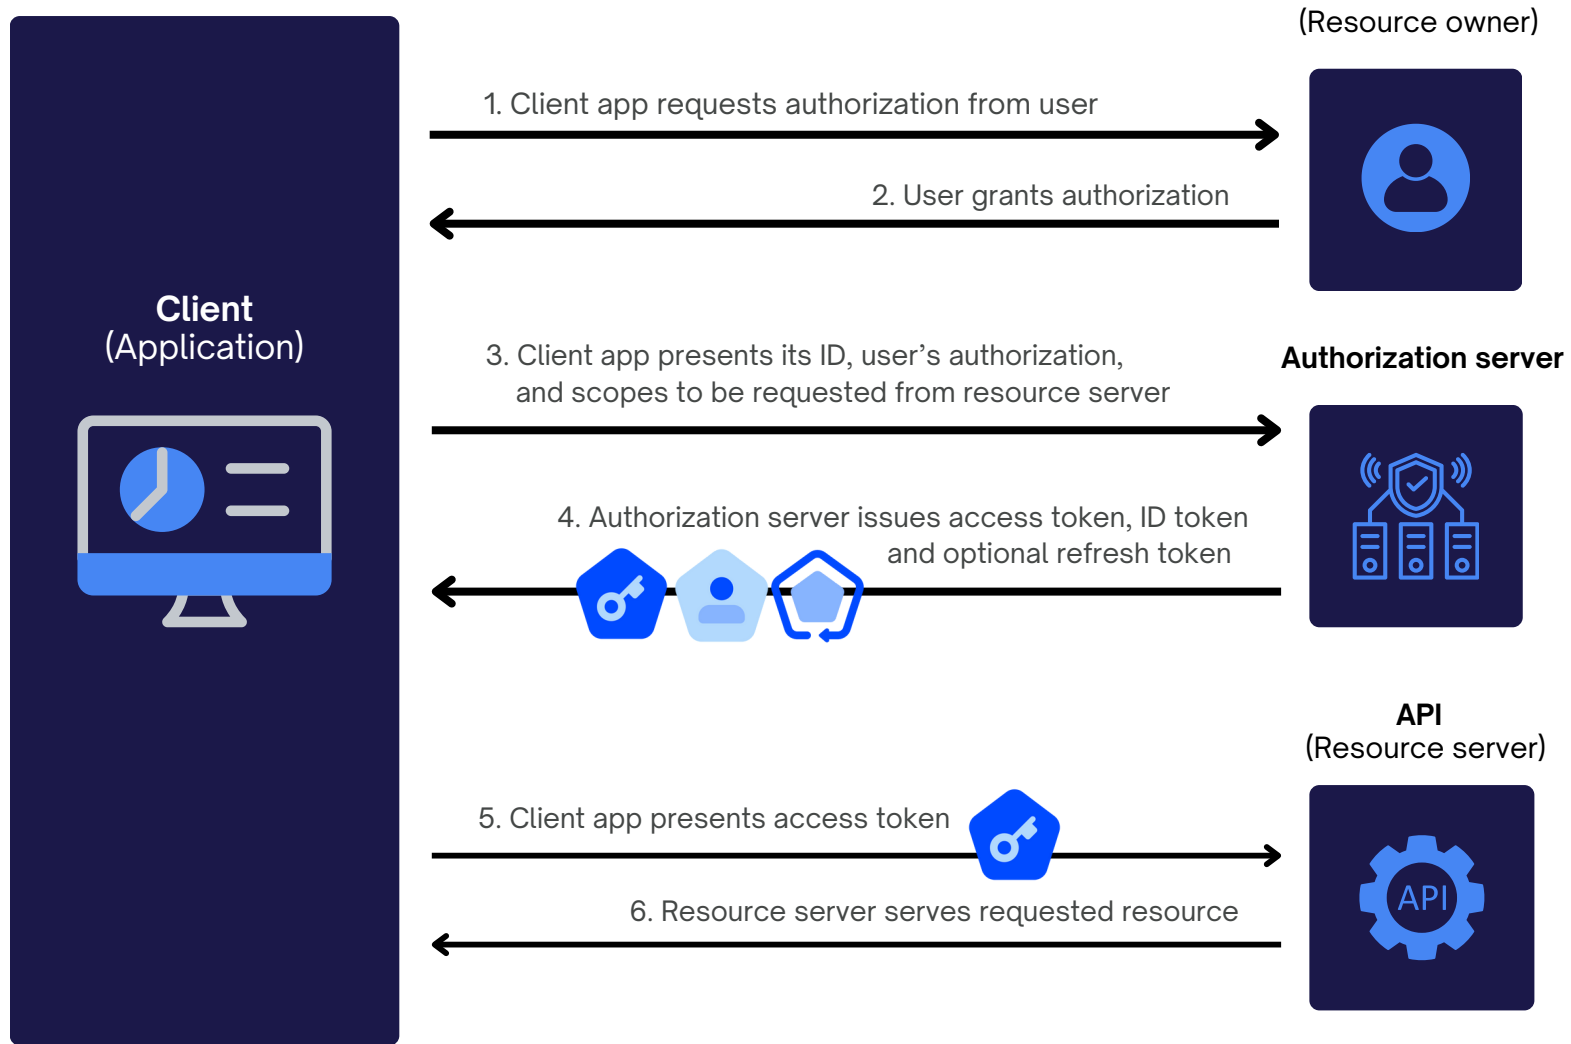 (Resource owner)
1. Client app requests authorization from user
2. User grants authorization
Client
(Application)
3. Client app presents its ID, user’s authorization,
and scopes to be requested from resource server
Authorization server
4. Authorization server issues access token, ID token
and optional refresh token
API
(Resource server)
5. Client app presents access token
API
6. Resource server serves requested resource